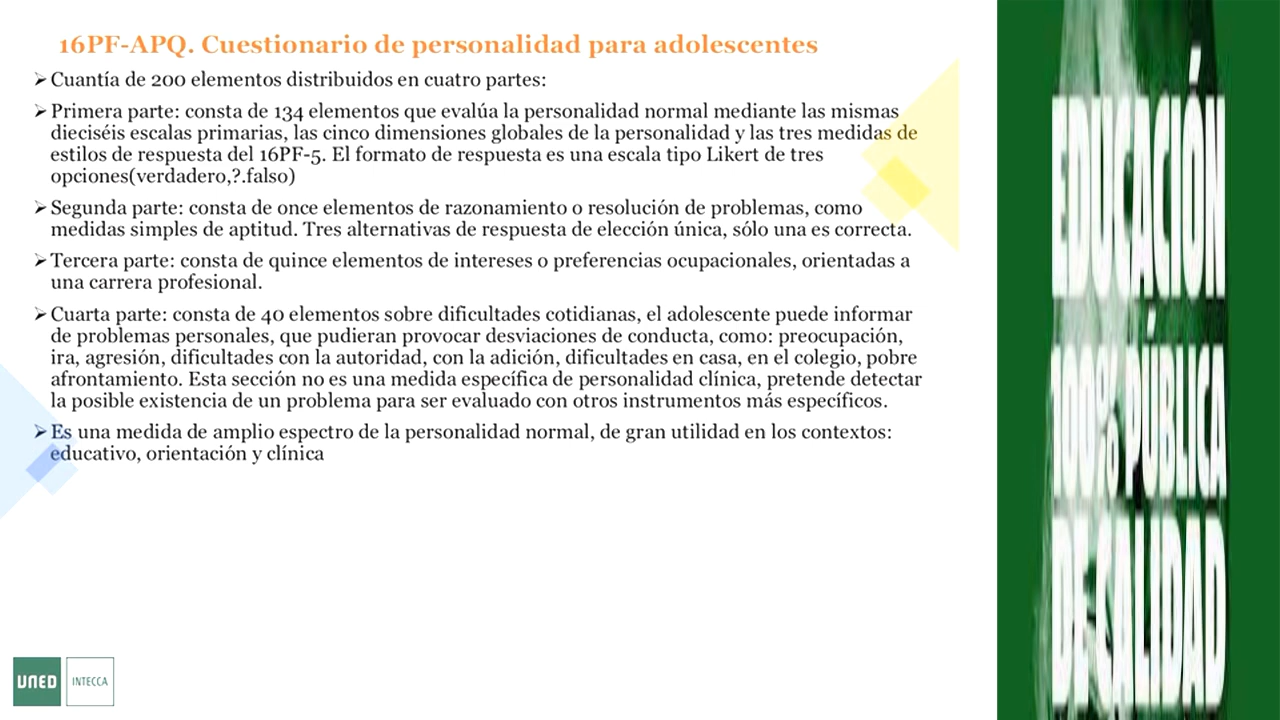 16PF-APQ. Cuestionario de personalidad para adolescentes
➢Cuantía de 200 elementos distribuidos en cuatro partes:
➢Primera parte: consta de 134 elementos que evalúa la personalidad normal mediante las mismas
dieciséis escalas primarias, las cinco dimensiones globales de la personalidad y las tres medidas de
estilos de respuesta del 16PF-5. El formato de respuesta es una escala tipo Likert de tres
opciones(verdadero,?.falso)
➢Segunda parte: consta de once elementos de razonamiento o resolución de problemas, como
medidas simples de aptitud. Tres alternativas de respuesta de elección única, sólo una es correcta.
➢Tercera parte: consta de quince elementos de intereses o preferencias ocupacionales, orientadas a
una carrera profesional.
➢Cuarta parte: consta de 40 elementos sobre dificultades cotidianas, el adolescente puede informar
de problemas personales, que pudieran provocar desviaciones de conducta, como: preocupación,
ira, agresión, dificultades con la autoridad, con la adición, dificultades en casa, en el colegio, pobre
afrontamiento. Esta sección no es una medida específica de personalidad clínica, pretende detectar
la posible existencia de un problema para ser evaluado con otros instrumentos más específicos.
➢Es una medida de amplio espectro de la personalidad normal, de gran utilidad en los contextos:
educativo, orientación y clínica
UNED INTECCA
EDUCACIÓN
100% PÚBLICA
DE CALIDAD